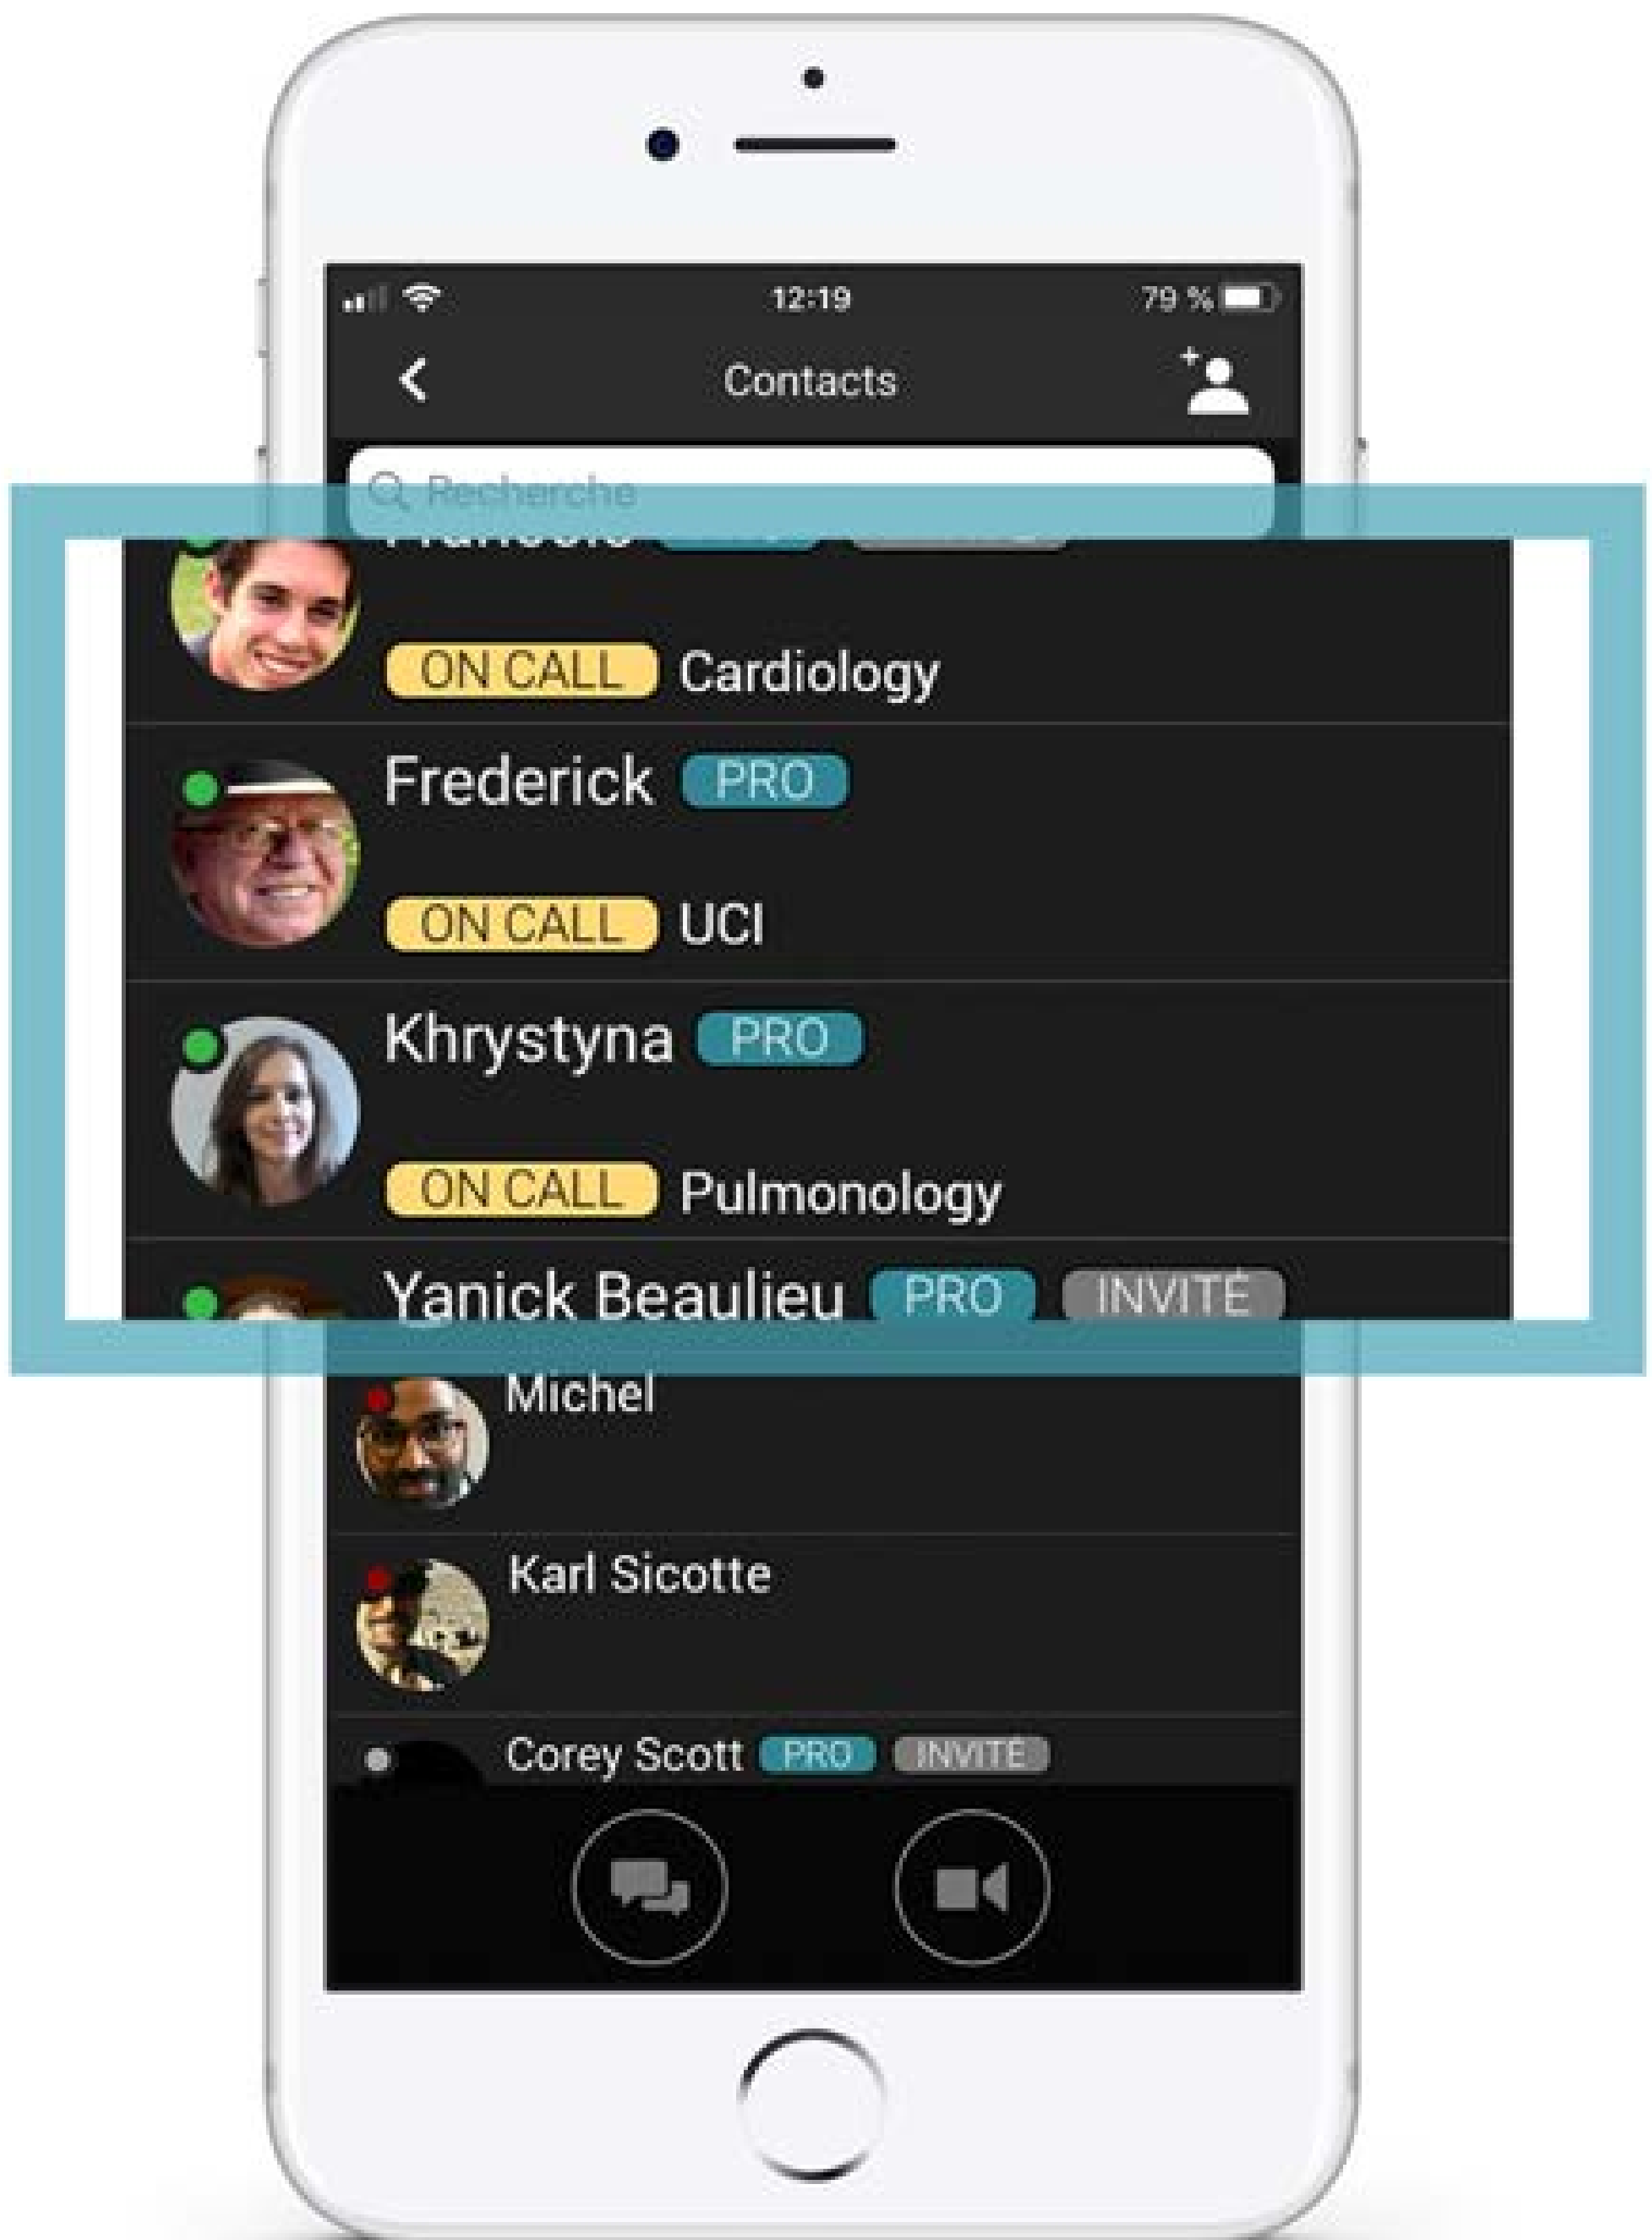 12:19 79 %
Contacts
Recherche
ON CALL Cardiology
Frederick PRO
ON CALL UCI
Khrystyna PRO
ON CALL Pulmonology
Yanick Beaulieu PRO INVITÉ
Michel
Karl Sicotte
Corey Scott PRO INVITÉ